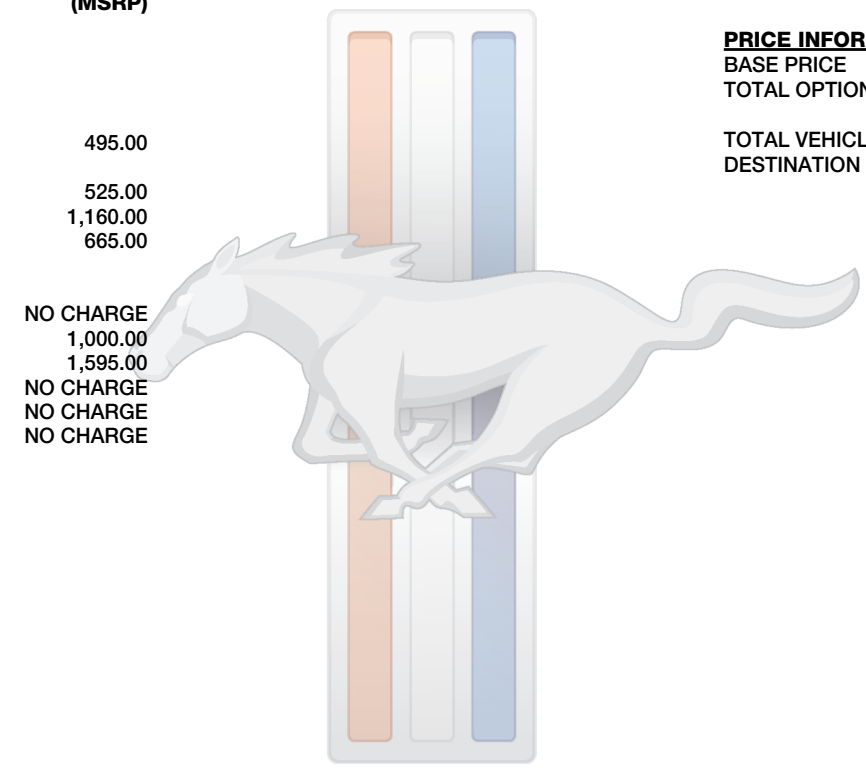 (MSRP)
495.00
525.00
1,160.00
665.00
NO CHARGE
1,000.00
1,595.00
NO CHARGE
NO CHARGE
NO CHARGE
PRICE INFOR
BASE PRICE
TOTAL OPTION
TOTAL VEHICL
DESTINATION